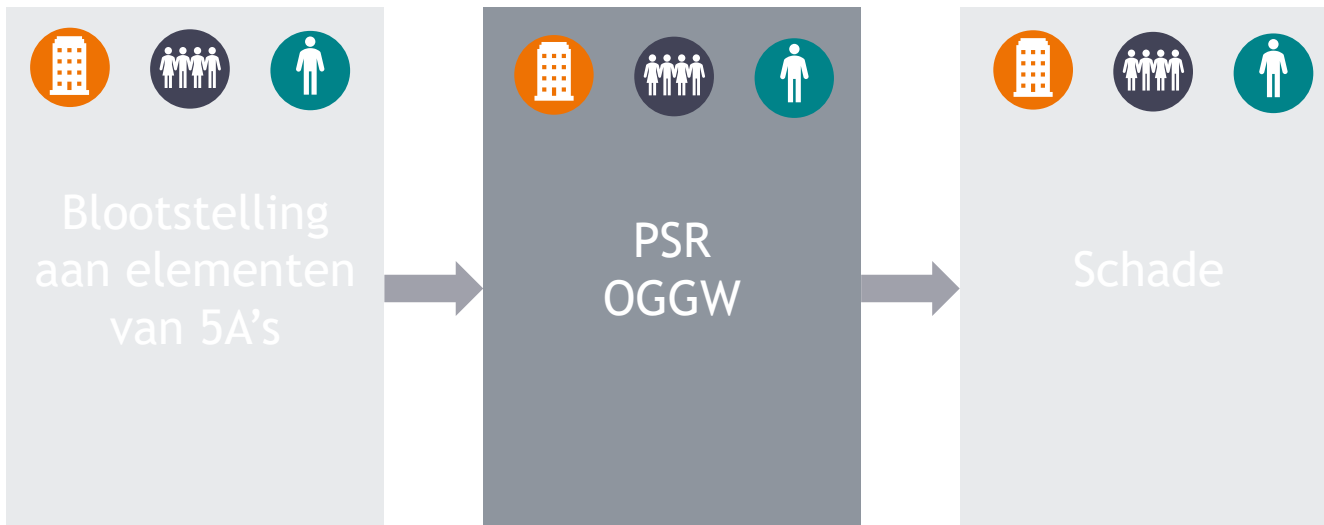 Blootstelling
aan elementen
van 5A’s
PSR
OGGW
Schade